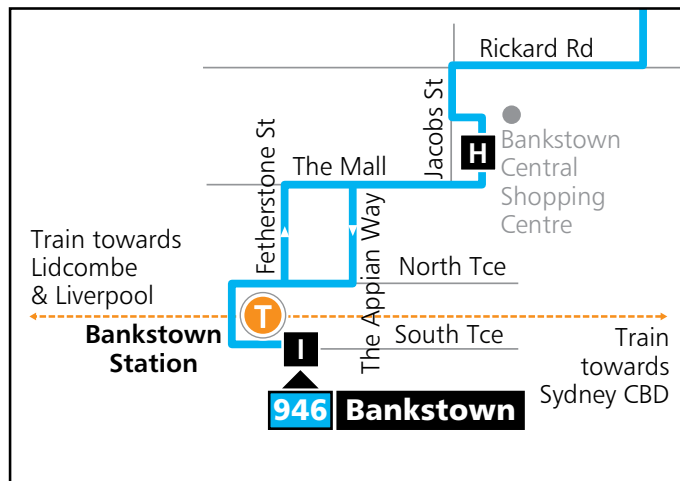 Rickard Rd
Jacobs St
H
Bankstown
Central
Shopping
Centre
The Mall
Fetherstone St
The Appian Way
Train towards
Lidcombe
& Liverpool
North Tce
T
Bankstown
Station
I
South Tce
Train
towards
Sydney CBD
946 Bankstown